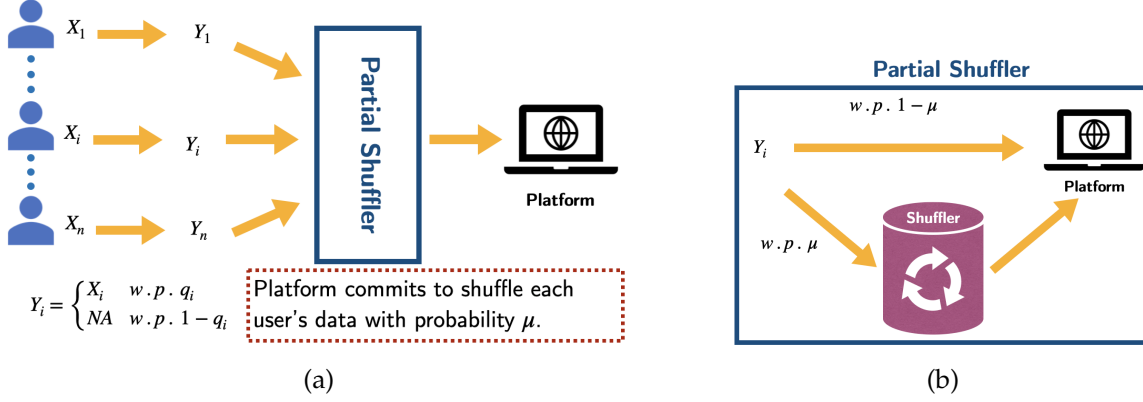 X₁
Y₁
Xᵢ
Yᵢ
Xₙ
Yₙ
Partial Shuffler
Platform
Yᵢ = { Xᵢ w.p. qᵢ
NA w.p. 1 − qᵢ
Platform commits to shuffle each
user's data with probability μ.
(a)
Partial Shuffler
w.p. 1−μ
Yᵢ
Platform
Shuffler
w.p. μ
(b)